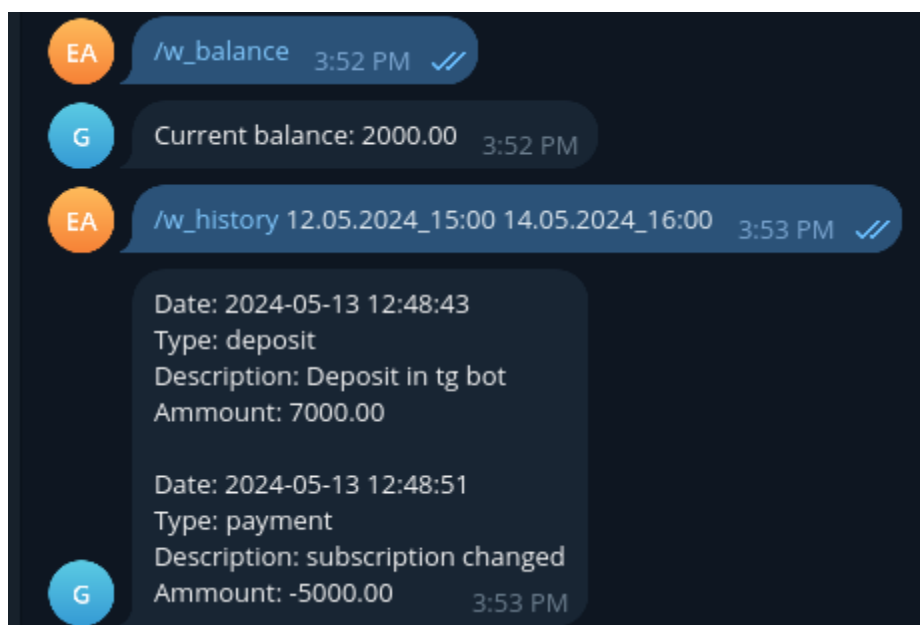 EA
/w_balance 3:52 PM
G
Current balance: 2000.00 3:52 PM
EA
/w_history 12.05.2024_15:00 14.05.2024_16:00 3:53 PM
Date: 2024-05-13 12:48:43
Type: deposit
Description: Deposit in tg bot
Ammount: 7000.00
Date: 2024-05-13 12:48:51
Type: payment
Description: subscription changed
G
Ammount: -5000.00 3:53 PM